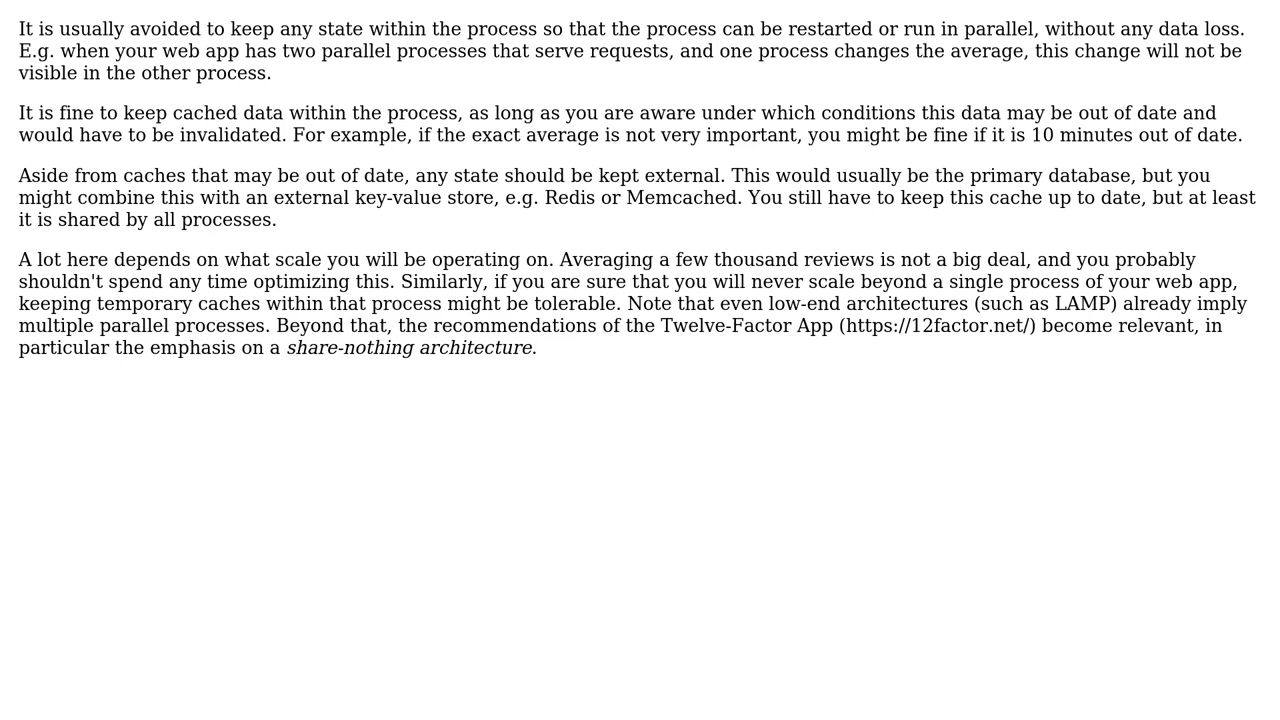 It is usually avoided to keep any state within the process so that the process can be restarted or run in parallel, without any data loss.
E.g. when your web app has two parallel processes that serve requests, and one process changes the average, this change will not be
visible in the other process.
It is fine to keep cached data within the process, as long as you are aware under which conditions this data may be out of date and
would have to be invalidated. For example, if the exact average is not very important, you might be fine if it is 10 minutes out of date.
Aside from caches that may be out of date, any state should be kept external. This would usually be the primary database, but you
might combine this with an external key-value store, e.g. Redis or Memcached. You still have to keep this cache up to date, but at least
it is shared by all processes.
A lot here depends on what scale you will be operating on. Averaging a few thousand reviews is not a big deal, and you probably
shouldn't spend any time optimizing this. Similarly, if you are sure that you will never scale beyond a single process of your web app,
keeping temporary caches within that process might be tolerable. Note that even low-end architectures (such as LAMP) already imply
multiple parallel processes. Beyond that, the recommendations of the Twelve-Factor App (https://12factor.net/) become relevant, in
particular the emphasis on a share-nothing architecture.